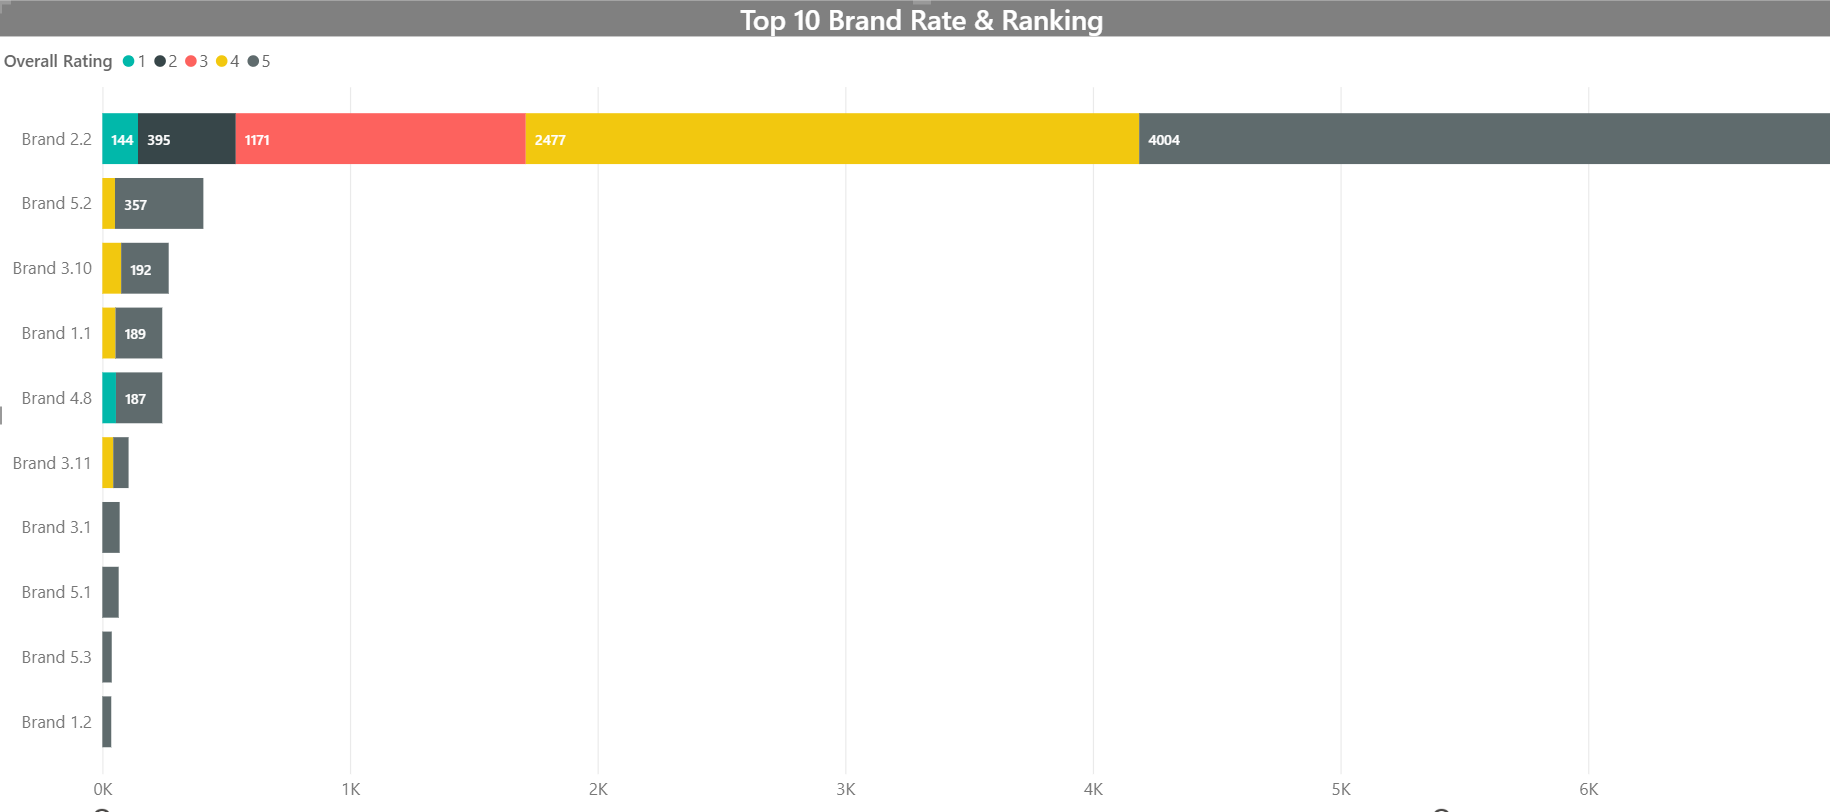 Top 10 Brand Rate & Ranking
Overall Rating 1 2 3 4 5
Brand 2.2 144 395 1171 2477 4004
Brand 5.2 357
Brand 3.10 192
Brand 1.1 189
Brand 4.8 187
Brand 3.11
Brand 3.1
Brand 5.1
Brand 5.3
Brand 1.2
0K 1K 2K 3K 4K 5K 6K